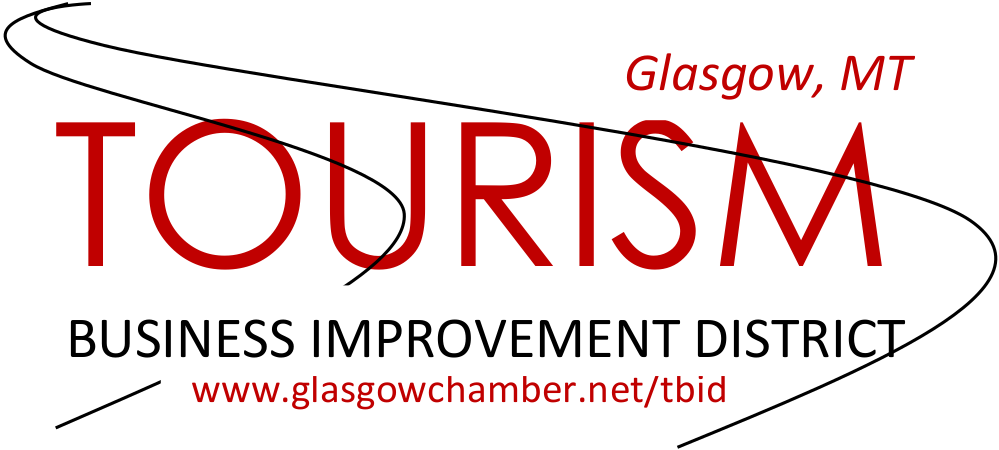 Glasgow, MT
TOURISM
BUSINESS IMPROVEMENT DISTRICT
www.glasgowchamber.net/tbid